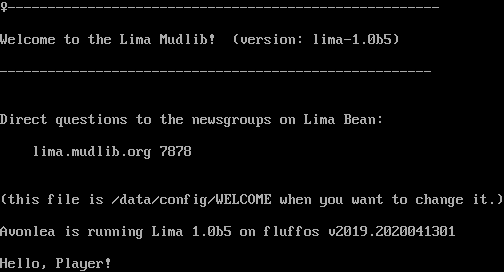 ♀----------------------------------------------------
Welcome to the Lima Mudlib!  (version: lima-1.0b5)
----------------------------------------------------
Direct questions to the newsgroups on Lima Bean:
    lima.mudlib.org 7878
(this file is /data/config/WELCOME when you want to change it.)
Avonlea is running Lima 1.0b5 on fluffos v2019.2020041301
Hello, Player!